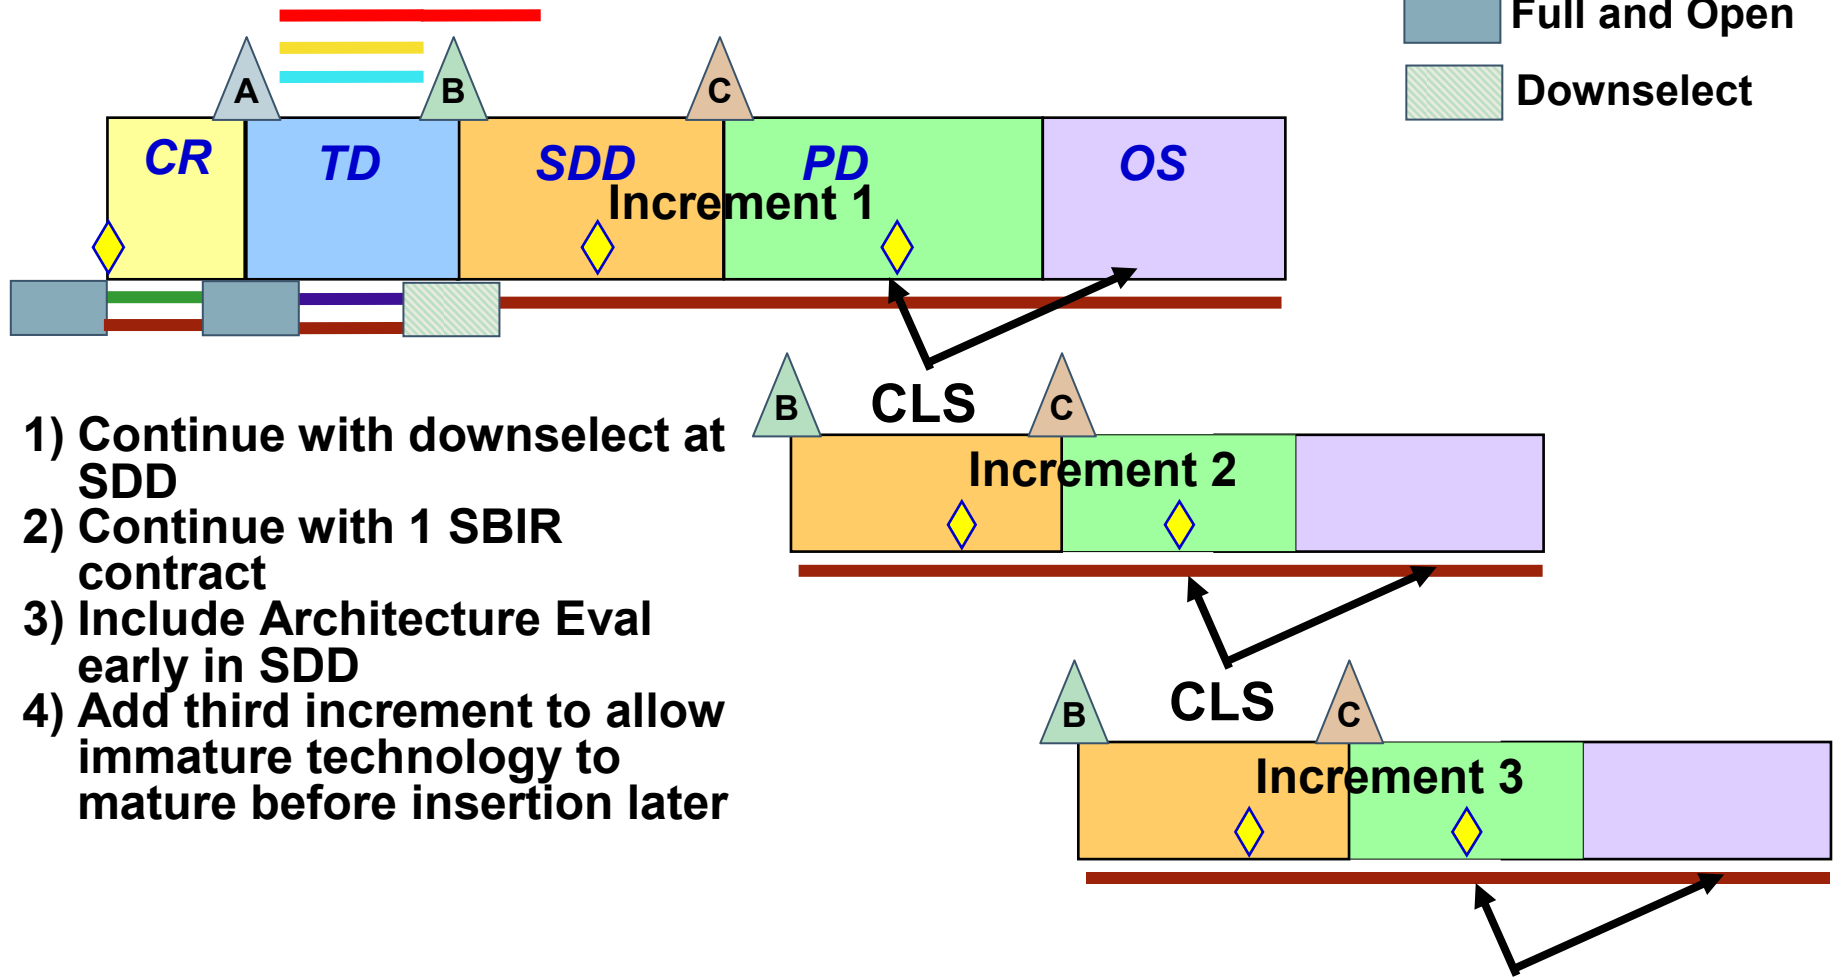 Full and Open
Downselect
A
B
C
CR
TD
SDD
PD
OS
Increment 1
CLS
B
C
Increment 2
1) Continue with downselect at
SDD
2) Continue with 1 SBIR
contract
3) Include Architecture Eval
early in SDD
4) Add third increment to allow
immature technology to
mature before insertion later
CLS
B
C
Increment 3